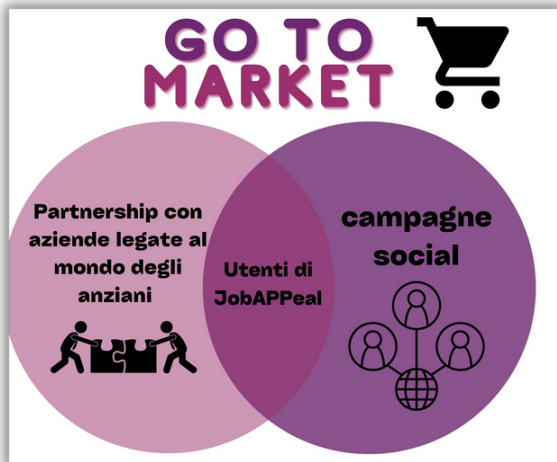 GO TO
MARKET
Partnership con
aziende legate al
mondo degli
anziani
Utenti di
JobAPPeal
campagne
social